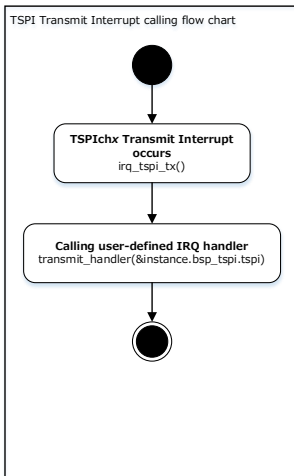 TSPI Transmit Interrupt calling flow chart
TSPIchx Transmit Interrupt
occurs
irq_tspi_tx()
Calling user-defined IRQ handler
transmit_handler(&instance.bsp_tspi.tspi)